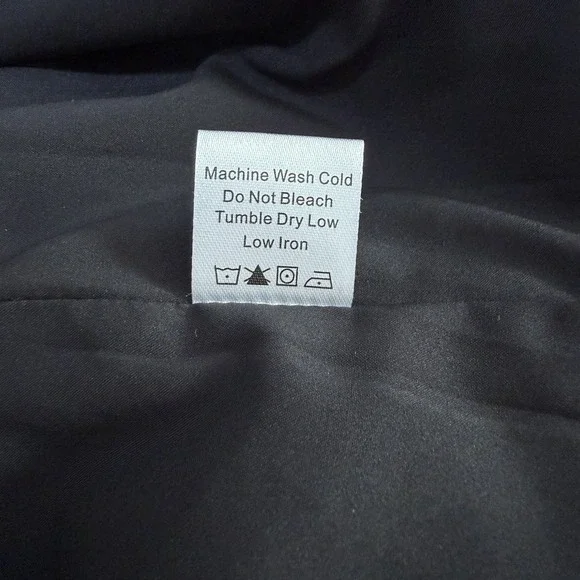 Machine Wash Cold
Do Not Bleach
Tumble Dry Low
Low Iron